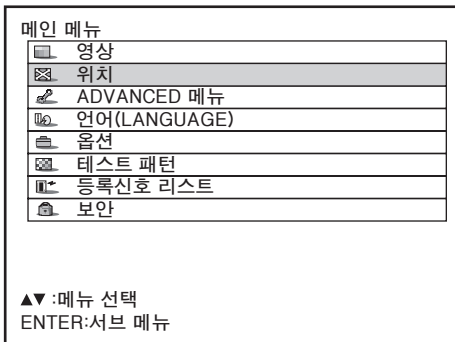 메인 메뉴
영상
위치
ADVANCED 메뉴
언어(LANGUAGE)
옵션
테스트 패턴
등록신호 리스트
보안
▲▼ :메뉴 선택
ENTER:서브 메뉴